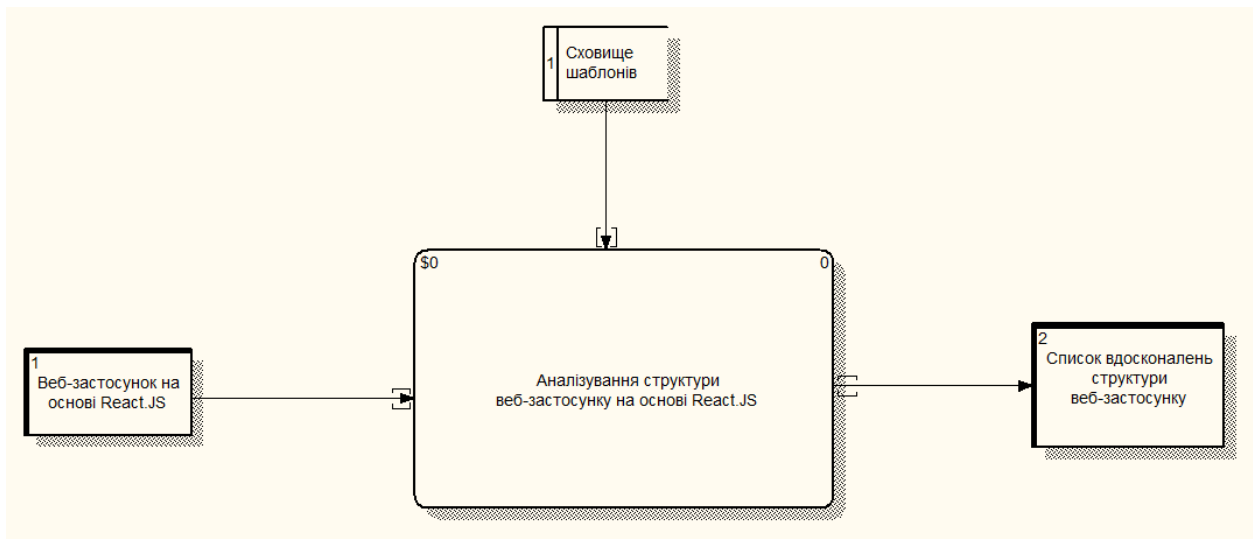 1
Сховище
шаблонів
$0
0
Аналізування структури
веб-застосунку на основі React.JS
1
Веб-застосунок на
основі React.JS
2
Список вдосконалень
структури
веб-застосунку